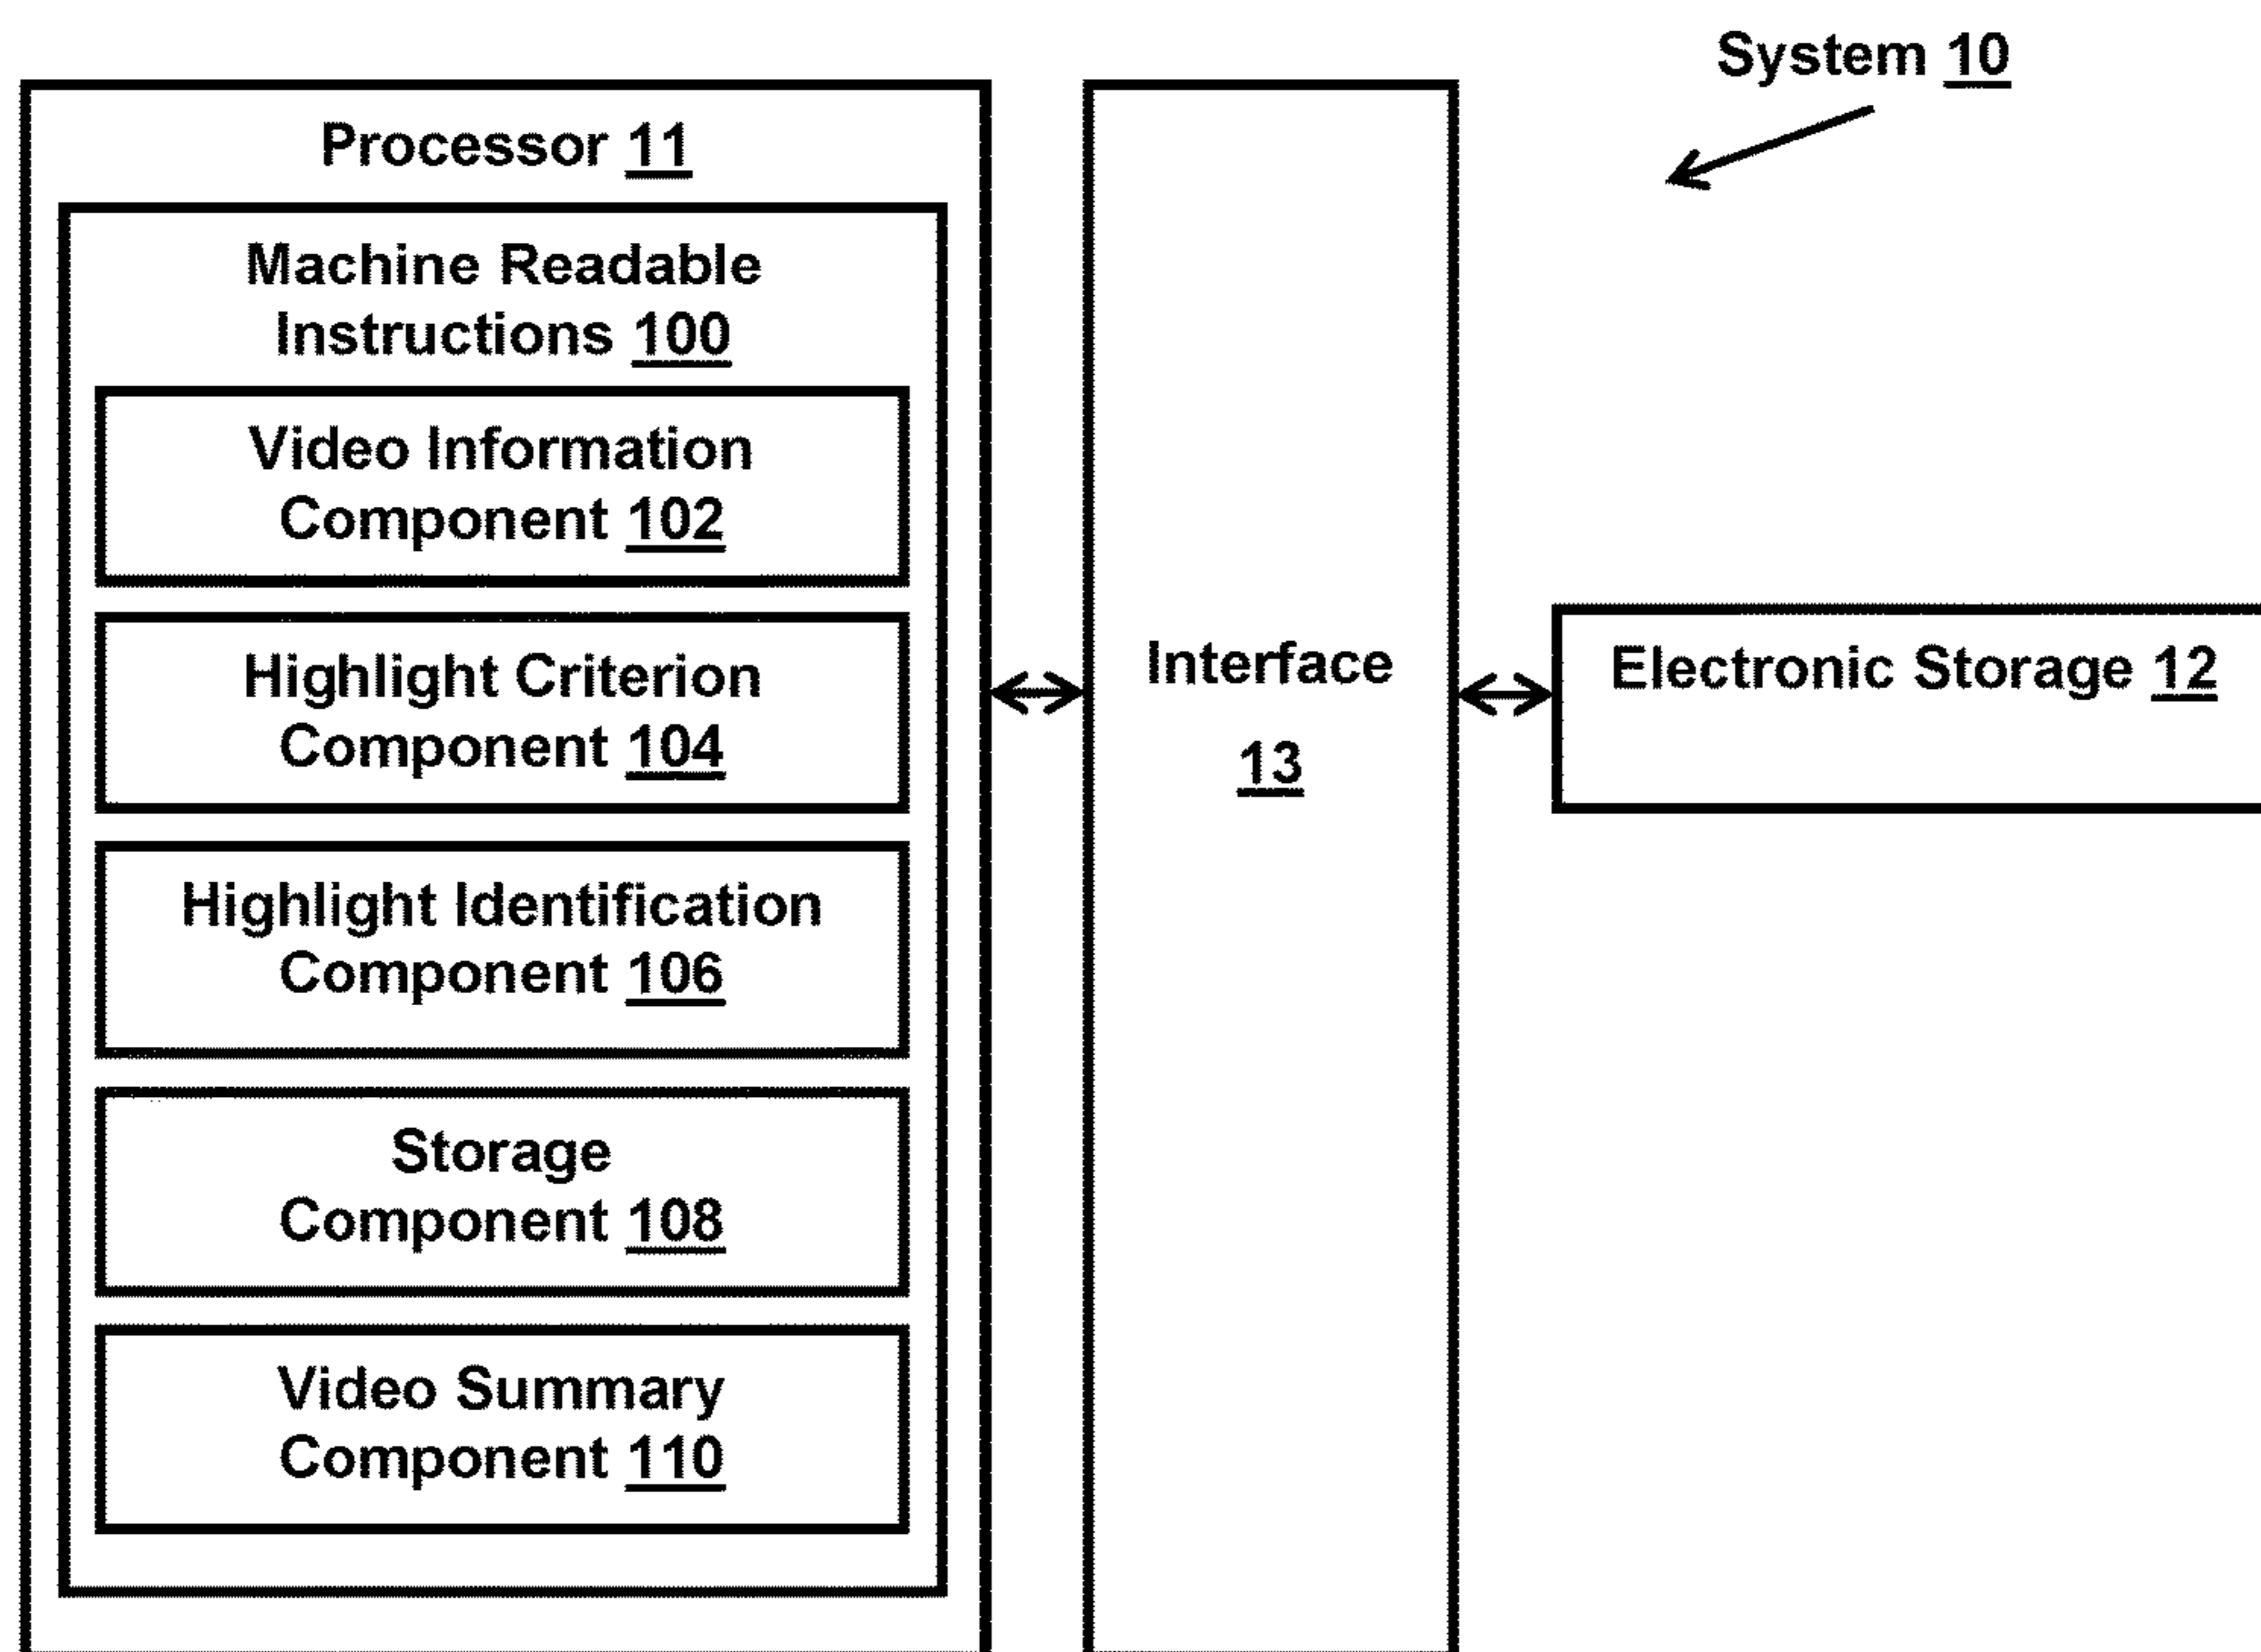 System 10
Processor 11
Machine Readable
Instructions 100
Video Information
Component 102
Highlight Criterion
Component 104
Highlight Identification
Component 106
Storage
Component 108
Video Summary
Component 110
Interface
13
Electronic Storage 12